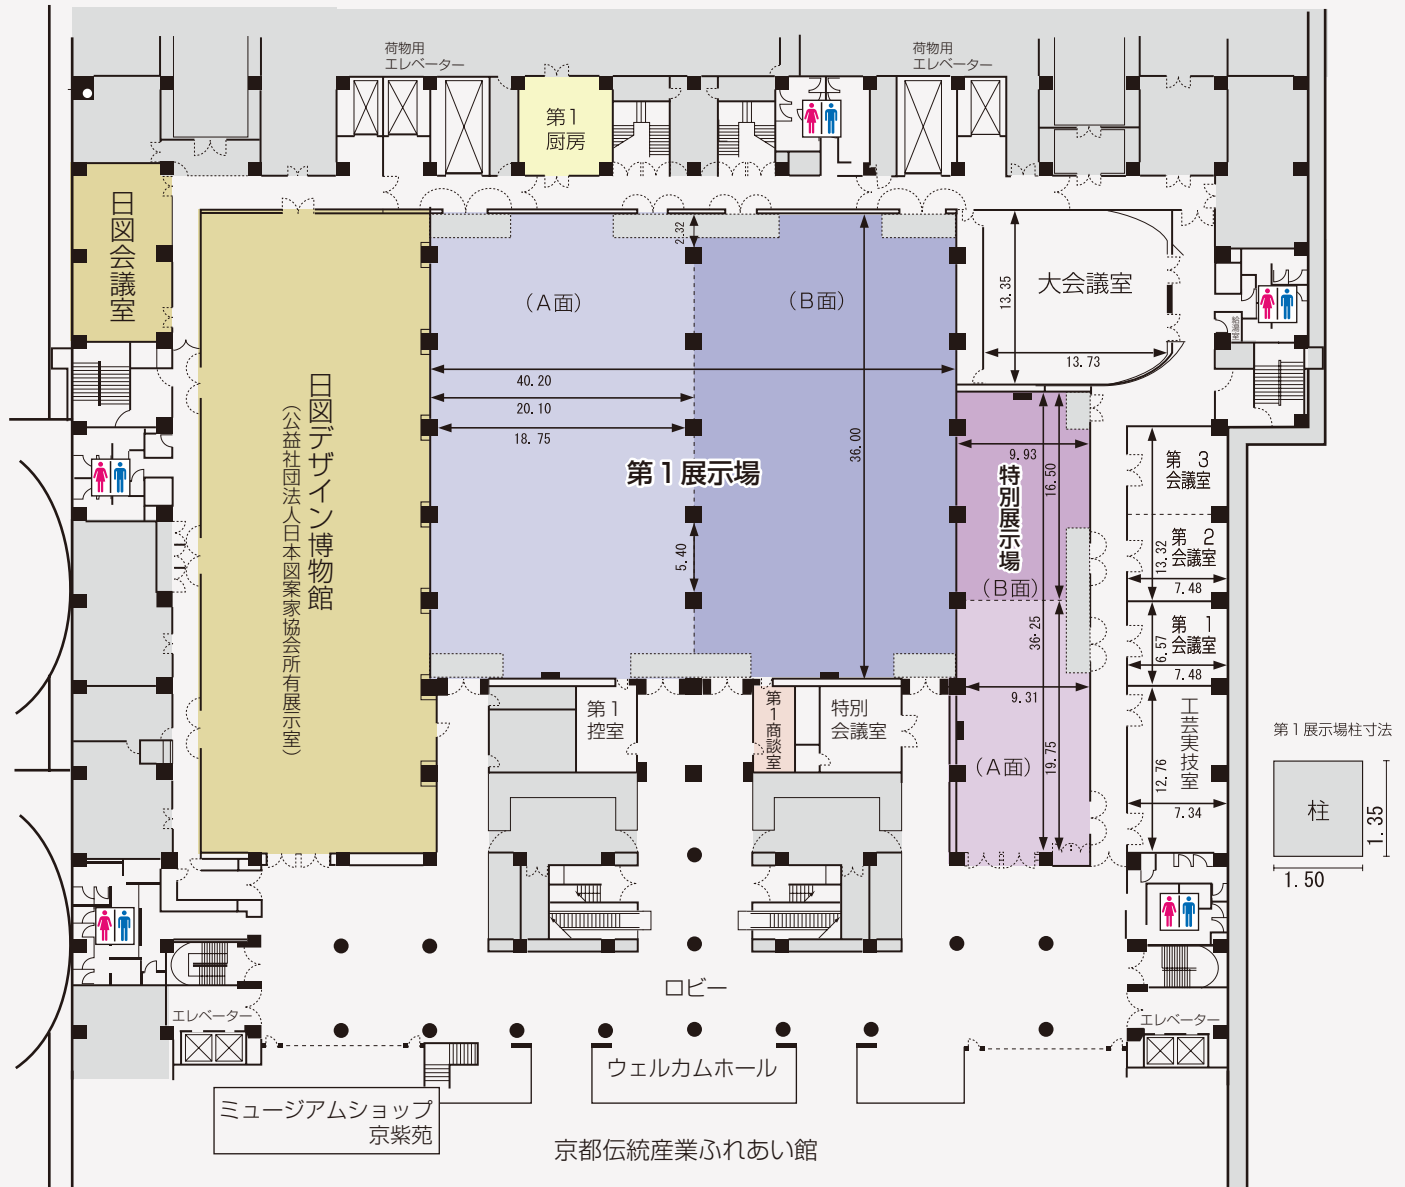 荷物用
エレベーター
荷物用
エレベーター
第1
厨房
日図会議室
2.32
(A面)
(B面)
大会議室
13.35
13.73
給湯室
40.20
20.10
18.75
36.00
第1展示場
5.40
日図デザイン博物館
(公益社団法人日本図案家協会所有展示室)
9.93
16.50
特別展示場
(B面)
36.25
9.31
19.75
(A面)
第3
会議室
第2
会議室
13.32
7.48
第1
会議室
6.57
7.48
工芸実技室
12.76
7.34
第1展示場柱寸法
柱
1.35
1.50
第1
控室
第1商談室
特別
会議室
ロビー
エレベーター
エレベーター
ウェルカムホール
ミュージアムショップ
京紫苑
京都伝統産業ふれあい館